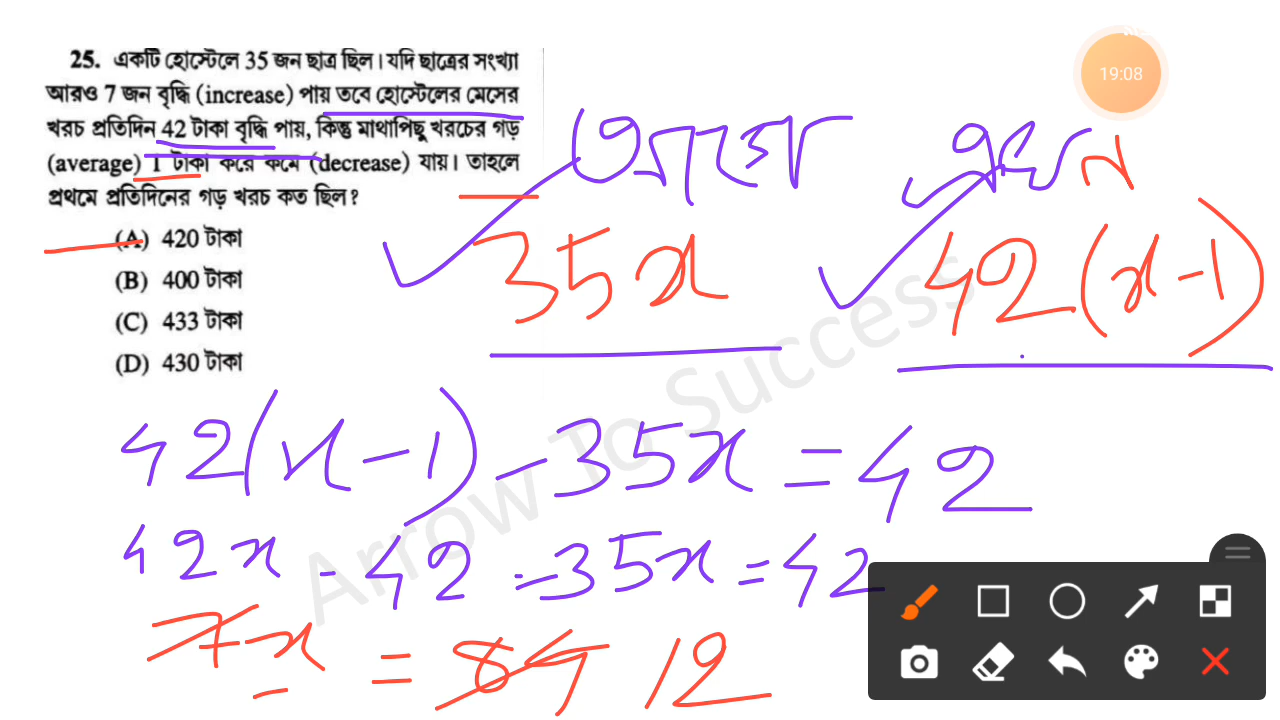 25. একটি হোস্টেলে 35 জন ছাত্র ছিল। যদি ছাত্রের সংখ্যা
আরও 7 জন বৃদ্ধি (increase) পায় তবে হোস্টেলের মেসের
খরচ প্রতিদিন 42 টাকা বৃদ্ধি পায়, কিন্তু মাথাপিছু খরচের গড়
(average) 1 টাকা করে কমে (decrease) যায়। তাহলে
প্রথমে প্রতিদিনের গড় খরচ কত ছিল?
(A) 420 টাকা
(B) 400 টাকা
(C) 433 টাকা
(D) 430 টাকা
19:08
আগে এখন
35x 42(x-1)
42(x-1) - 35x = 42
42x - 42 - 35x = 42
7x = 84 12
Arrow To Success